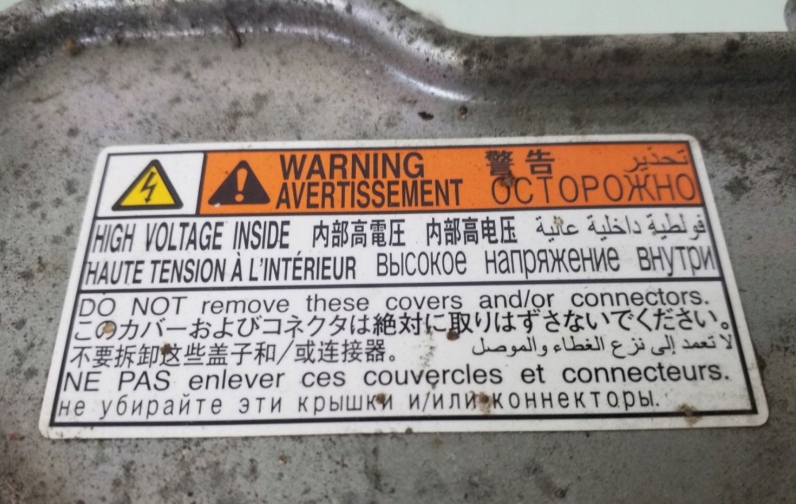 WARNING 警告 تحذير
AVERTISSEMENT ОСТОРОЖНО
HIGH VOLTAGE INSIDE 内部高電圧 内部高电压 فولطية داخلية عالية
HAUTE TENSION À L'INTÉRIEUR высокое напряжение внутри
DO NOT remove these covers and/or connectors.
このカバーおよびコネクタは絶対に取りはずさないでください。
不要拆卸这些盖子和/或连接器。 لا تعمد إلى نزع الغطاء والموصل
NE PAS enlever ces couvercles et connecteurs.
не убирайте эти крышки и/или коннекторы.